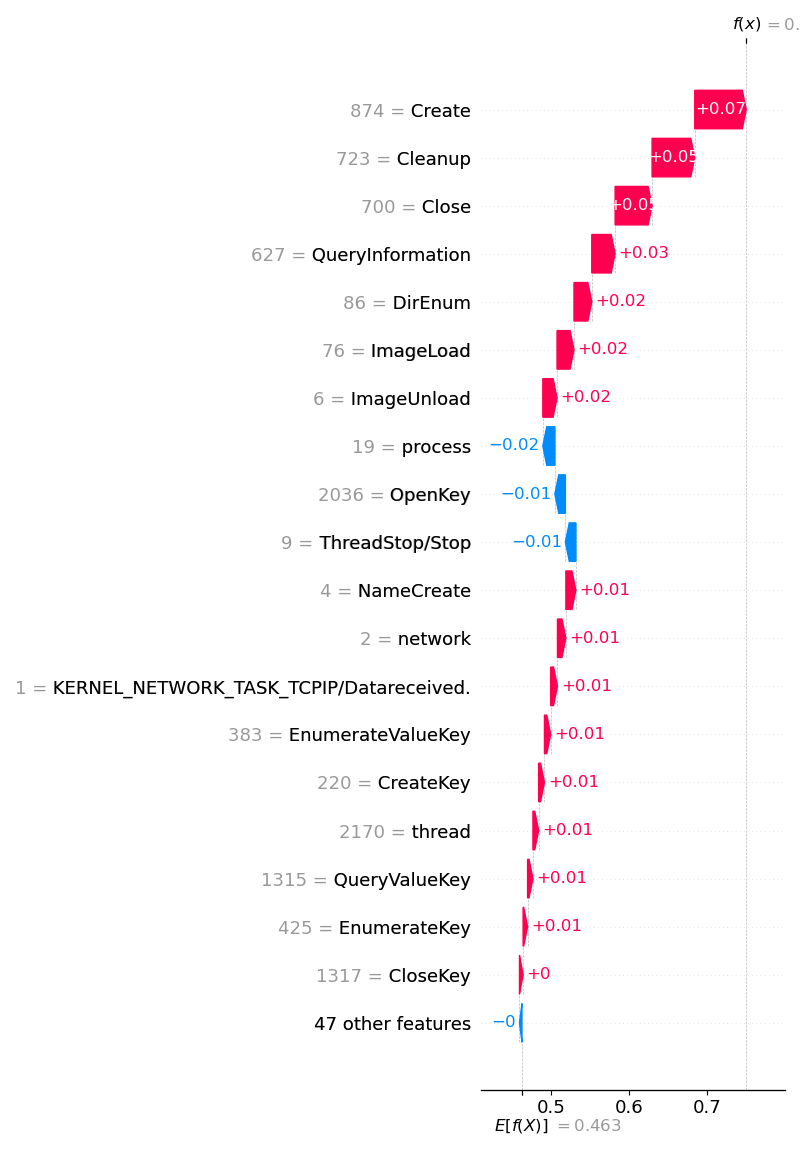 f(x) = 0.
874 = Create
+0.07
723 = Cleanup
+0.05
700 = Close
+0.05
627 = QueryInformation
+0.03
86 = DirEnum
+0.02
76 = ImageLoad
+0.02
6 = ImageUnload
+0.02
19 = process
−0.02
2036 = OpenKey
−0.01
9 = ThreadStop/Stop
−0.01
4 = NameCreate
+0.01
2 = network
+0.01
1 = KERNEL_NETWORK_TASK_TCPIP/Datareceived.
+0.01
383 = EnumerateValueKey
+0.01
220 = CreateKey
+0.01
2170 = thread
+0.01
1315 = QueryValueKey
+0.01
425 = EnumerateKey
+0.01
1317 = CloseKey
+0
47 other features
−0
0.5 0.6 0.7
E[f(X)] = 0.463